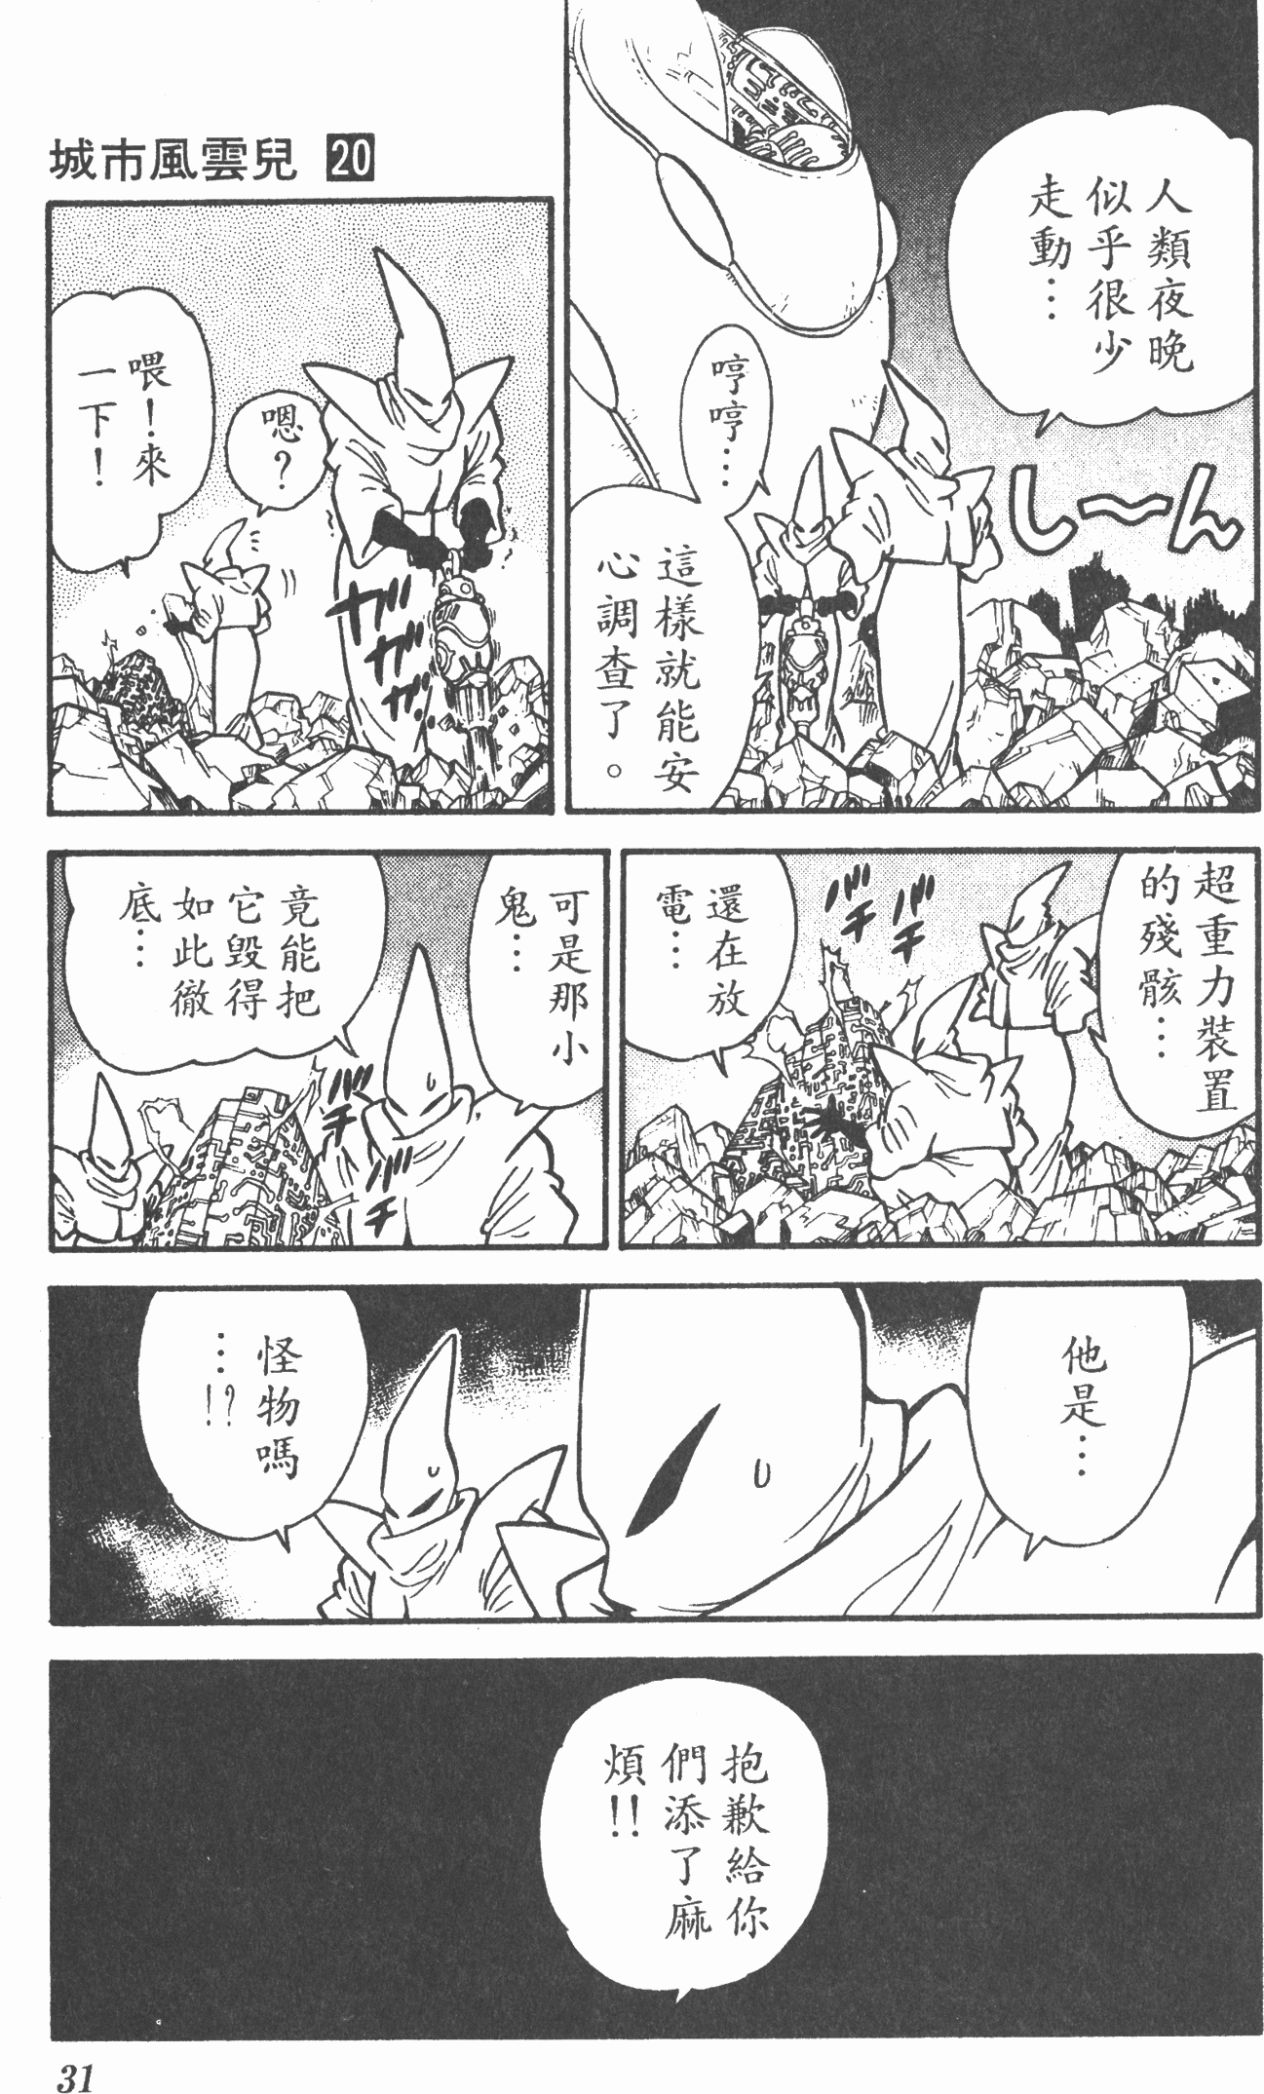 城市風雲兒 20
人類夜晚
似乎很少
走動…
し～ん
哼哼…
這樣就能安
心調查了。
ガガガ
嗯？
喂！來
一下！
超重力裝置
的殘骸…
バチバチ
還在放
電…
可是那小
鬼…
竟能把
它毀得
如此徹
底…
バチバチ
他是…
怪物嗎
…!?
抱歉給你
們添了麻
煩!!
31